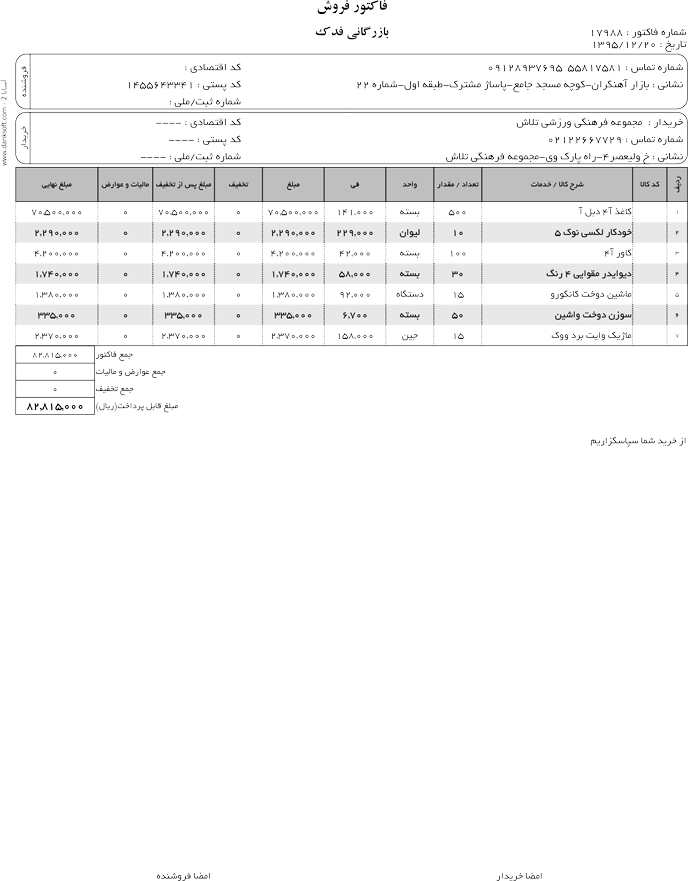 فاکتور فروش
بازرگانی فدک
شماره فاکتور : ۱۷۹۸۸
تاریخ : ۱۳۹۵/۱۲/۲۰
فروشنده
شماره تماس : ۵۵۸۱۷۵۸۱ ۰۹۱۲۸۹۳۷۶۹۵ کد اقتصادی :
نشانی : بازار آهنگران-کوچه مسجد جامع-پاساژ مشترک-طبقه اول-شماره ۲۲ کد پستی : ۱۴۵۵۶۴۳۳۴۱
شماره ثبت/ملی :
خریدار
خریدار : مجموعه فرهنگی ورزشی تلاش کد اقتصادی : ----
شماره تماس : ۰۲۱۲۲۶۶۷۷۲۹ کد پستی : ----
نشانی : خ ولیعصر۴-راه پارک وی-مجموعه فرهنگی تلاش شماره ثبت/ملی : ----
ردیف کد کالا شرح کالا / خدمات تعداد / مقدار واحد فی مبلغ تخفیف مبلغ پس از تخفیف مالیات و عوارض مبلغ نهایی
۱ کاغذ آ۴ دبل آ ۵۰۰ بسته ۱۴۱,۰۰۰ ۷۰,۵۰۰,۰۰۰ ۰ ۷۰,۵۰۰,۰۰۰ ۰ ۷۰,۵۰۰,۰۰۰
۲ خودکار لکسی نوک ۵ ۱۰ لیوان ۲۲۹,۰۰۰ ۲,۲۹۰,۰۰۰ ۰ ۲,۲۹۰,۰۰۰ ۰ ۲,۲۹۰,۰۰۰
۳ کاور آ۴ ۱۰۰ بسته ۴۲,۰۰۰ ۴,۲۰۰,۰۰۰ ۰ ۴,۲۰۰,۰۰۰ ۰ ۴,۲۰۰,۰۰۰
۴ دیوایدر مقوایی ۴ رنگ ۳۰ بسته ۵۸,۰۰۰ ۱,۷۴۰,۰۰۰ ۰ ۱,۷۴۰,۰۰۰ ۰ ۱,۷۴۰,۰۰۰
۵ ماشین دوخت کانگورو ۱۵ دستگاه ۹۲,۰۰۰ ۱,۳۸۰,۰۰۰ ۰ ۱,۳۸۰,۰۰۰ ۰ ۱,۳۸۰,۰۰۰
۶ سوزن دوخت واشین ۵۰ بسته ۶,۷۰۰ ۳۳۵,۰۰۰ ۰ ۳۳۵,۰۰۰ ۰ ۳۳۵,۰۰۰
۷ ماژیک وایت برد ووک ۱۵ جین ۱۵۸,۰۰۰ ۲,۳۷۰,۰۰۰ ۰ ۲,۳۷۰,۰۰۰ ۰ ۲,۳۷۰,۰۰۰
جمع فاکتور ۸۲,۸۱۵,۰۰۰
جمع عوارض و مالیات ۰
جمع تخفیف ۰
مبلغ قابل پرداخت(ریال) ۸۲,۸۱۵,۰۰۰
از خرید شما سپاسگزاریم
امضا خریدار امضا فروشنده
آسانا 2 - www.danksoft.com